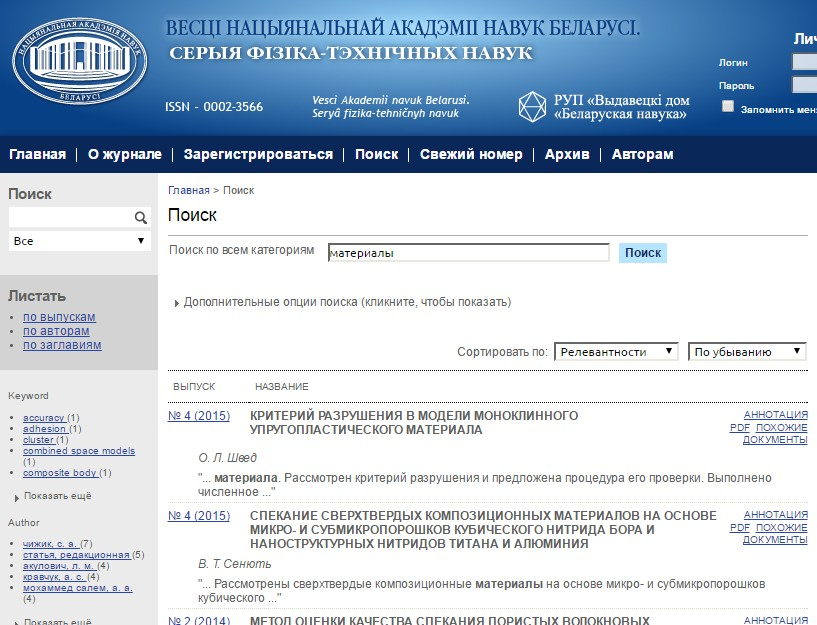 НАЦЫЯНАЛЬНАЯ АКАДЭМІЯ НАВУК
БЕЛАРУСІ
ВЕСЦІ НАЦЫЯНАЛЬНАЙ АКАДЭМІІ НАВУК БЕЛАРУСІ.
СЕРЫЯ ФІЗІКА-ТЭХНІЧНЫХ НАВУК
ISSN - 0002-3566
Vesci Akademii navuk Belarusi.
Seryâ fizika-tehničnyh navuk
РУП «Выдавецкі дом
«Беларуская навука»
Логин
Пароль
Запомнить
Главная | О журнале | Зарегистрироваться | Поиск | Свежий номер | Архив | Авторам
Поиск
Все
Листать
• по выпускам
• по авторам
• по заглавиям
Keyword
• accuracy (1)
• adhesion (1)
• cluster (1)
• combined space models
(1)
• composite body (1)
Показать ещё
Author
• чижик, с. а. (7)
• статья, редакционная (5)
• акулович, л. м. (4)
• кравчук, а. с. (4)
• мохаммед салем, а. а.
(4)
Показать ещё
Главная > Поиск
Поиск
Поиск по всем категориям материалы Поиск
Дополнительные опции поиска (кликните, чтобы показать)
Сортировать по: Релевантности По убыванию
ВЫПУСК НАЗВАНИЕ
№ 4 (2015) КРИТЕРИЙ РАЗРУШЕНИЯ В МОДЕЛИ МОНОКЛИННОГО
УПРУГОПЛАСТИЧЕСКОГО МАТЕРИАЛА
АННОТАЦИЯ
PDF ПОХОЖИЕ
ДОКУМЕНТЫ
О. Л. Швед
"... материала. Рассмотрен критерий разрушения и предложена процедура его проверки. Выполнено
численное ..."
№ 4 (2015) СПЕКАНИЕ СВЕРХТВЕРДЫХ КОМПОЗИЦИОННЫХ МАТЕРИАЛОВ НА ОСНОВЕ
МИКРО- И СУБМИКРОПОРОШКОВ КУБИЧЕСКОГО НИТРИДА БОРА И
НАНОСТРУКТУРНЫХ НИТРИДОВ ТИТАНА И АЛЮМИНИЯ
АННОТАЦИЯ
PDF ПОХОЖИЕ
ДОКУМЕНТЫ
В. Т. Сенють
"... Рассмотрены сверхтвердые композиционные материалы на основе микро- и субмикропорошков
кубического ..."
№ 2 (2014) МЕТОД ОЦЕНКИ КАЧЕСТВА СПЕКАНИЯ ПОРИСТЫХ ВОЛОКНОВЫХ
АННОТАЦИЯ